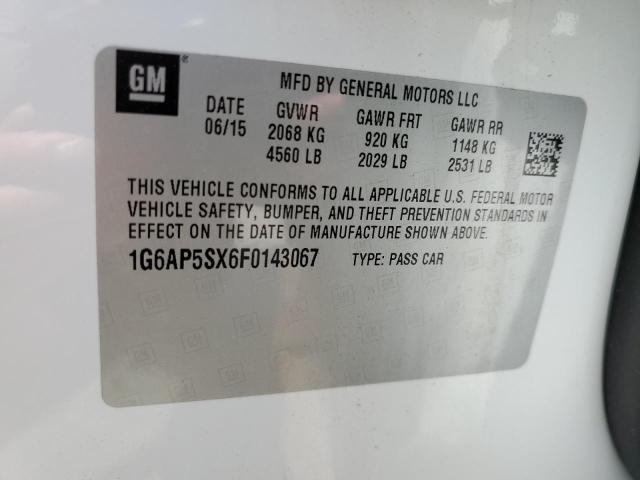 GM®
MFD BY GENERAL MOTORS LLC
DATE GVWR GAWR FRT GAWR RR
06/15 2068 KG 920 KG 1148 KG
4560 LB 2029 LB 2531 LB
THIS VEHICLE CONFORMS TO ALL APPLICABLE U.S. FEDERAL MOTOR
VEHICLE SAFETY, BUMPER, AND THEFT PREVENTION STANDARDS IN
EFFECT ON THE DATE OF MANUFACTURE SHOWN ABOVE.
1G6AP5SX6F0143067 TYPE: PASS CAR